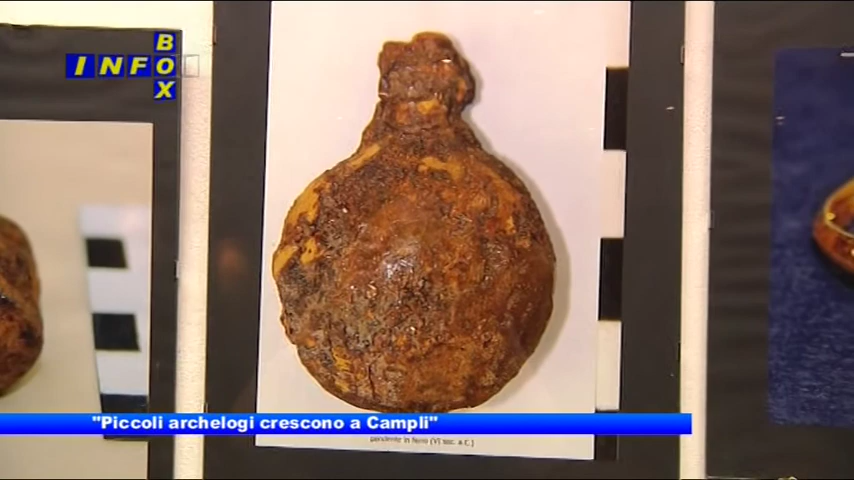 INFO BOX
"Piccoli archelogi crescono a Campli"
pendente in ferro (VI sec. a.C.)